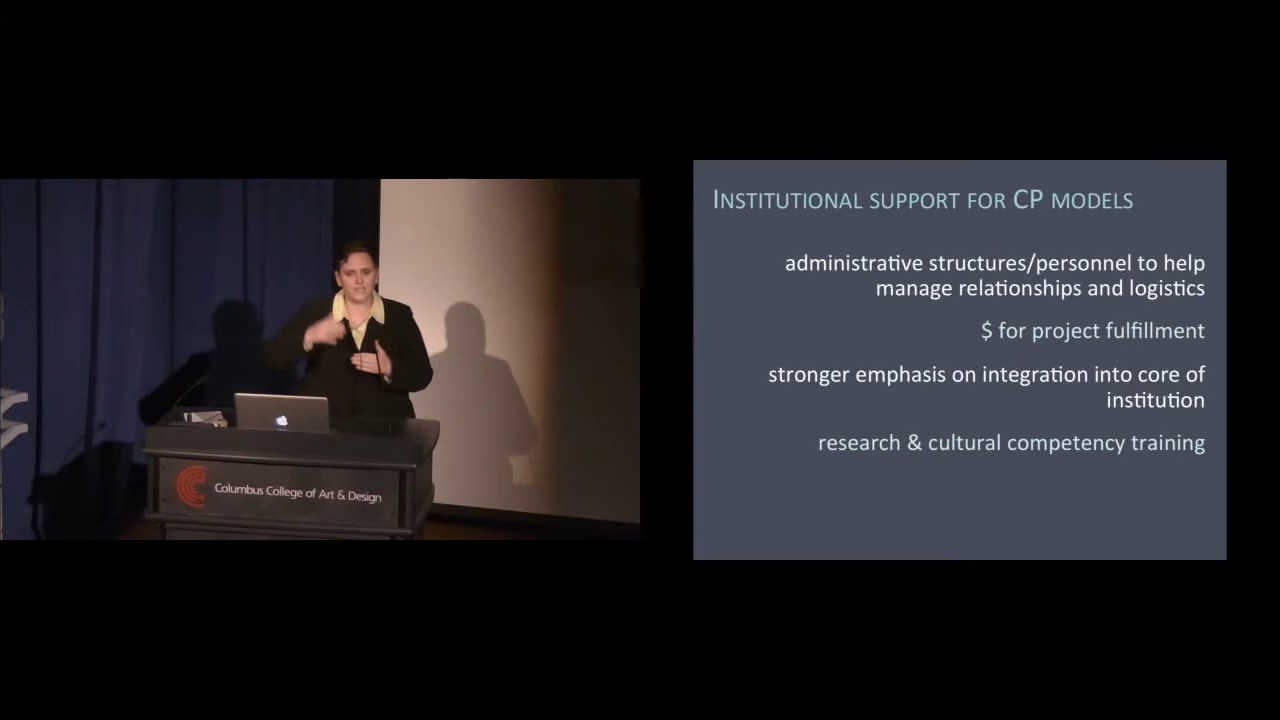 INSTITUTIONAL SUPPORT FOR CP MODELS
administrative structures/personnel to help
manage relationships and logistics
$ for project fulfillment
stronger emphasis on integration into core of
institution
research & cultural competency training
Columbus College of Art & Design